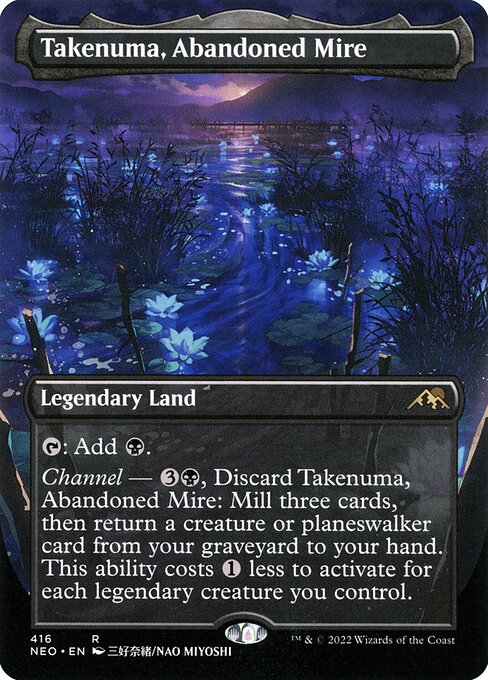 Takenuma, Abandoned Mire
Legendary Land
: Add .
Channel — 3, Discard Takenuma,
Abandoned Mire: Mill three cards,
then return a creature or planeswalker
card from your graveyard to your hand.
This ability costs 1 less to activate for
each legendary creature you control.
416 R
NEO • EN 三好奈緒/NAO MIYOSHI
™ & © 2022 Wizards of the Coast